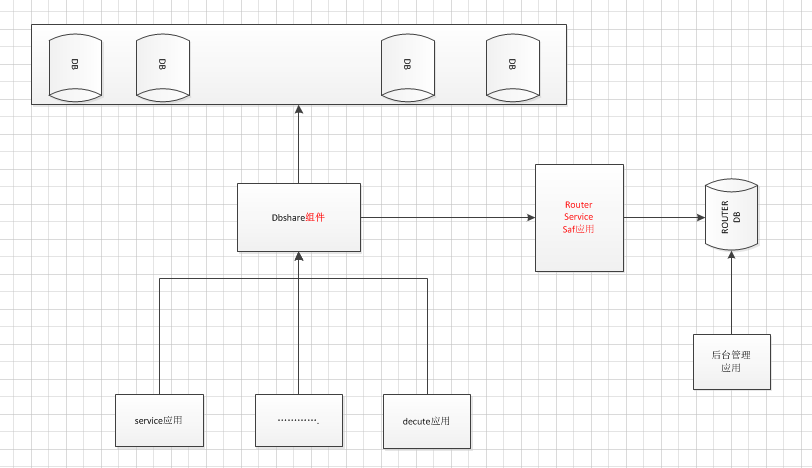 DB
DB
DB
DB
Dbshare组件
Router
Service
Saf应用
ROUTER
DB
后台管理
应用
service应用
………….
decute应用